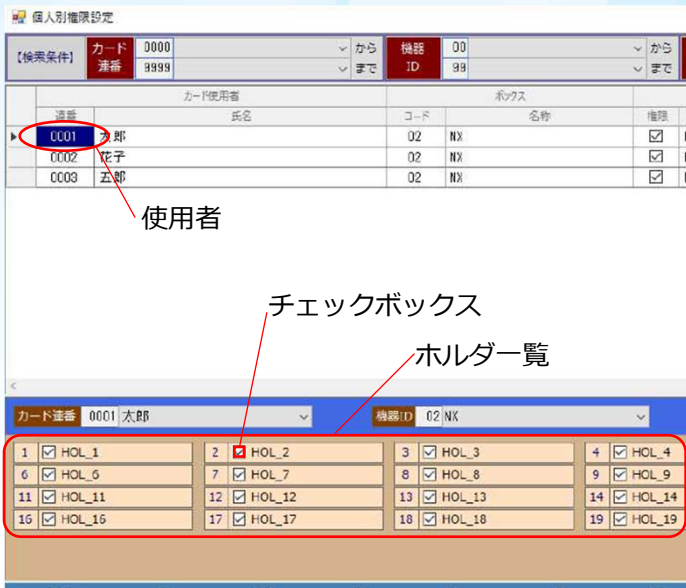 個人別権限設定
【検索条件】 カード連番 0000 から 9999 まで 機器ID 00 から 99 まで
カード使用者 ボックス
連番 氏名 コード 名称 権限
0001 太郎 02 NX
0002 花子 02 NX
0003 五郎 02 NX
使用者
チェックボックス
ホルダ一覧
カード連番 0001 太郎 機器ID 02 NX
1 HOL_1 2 HOL_2 3 HOL_3 4 HOL_4
6 HOL_6 7 HOL_7 8 HOL_8 9 HOL_9
11 HOL_11 12 HOL_12 13 HOL_13 14 HOL_14
16 HOL_16 17 HOL_17 18 HOL_18 19 HOL_19